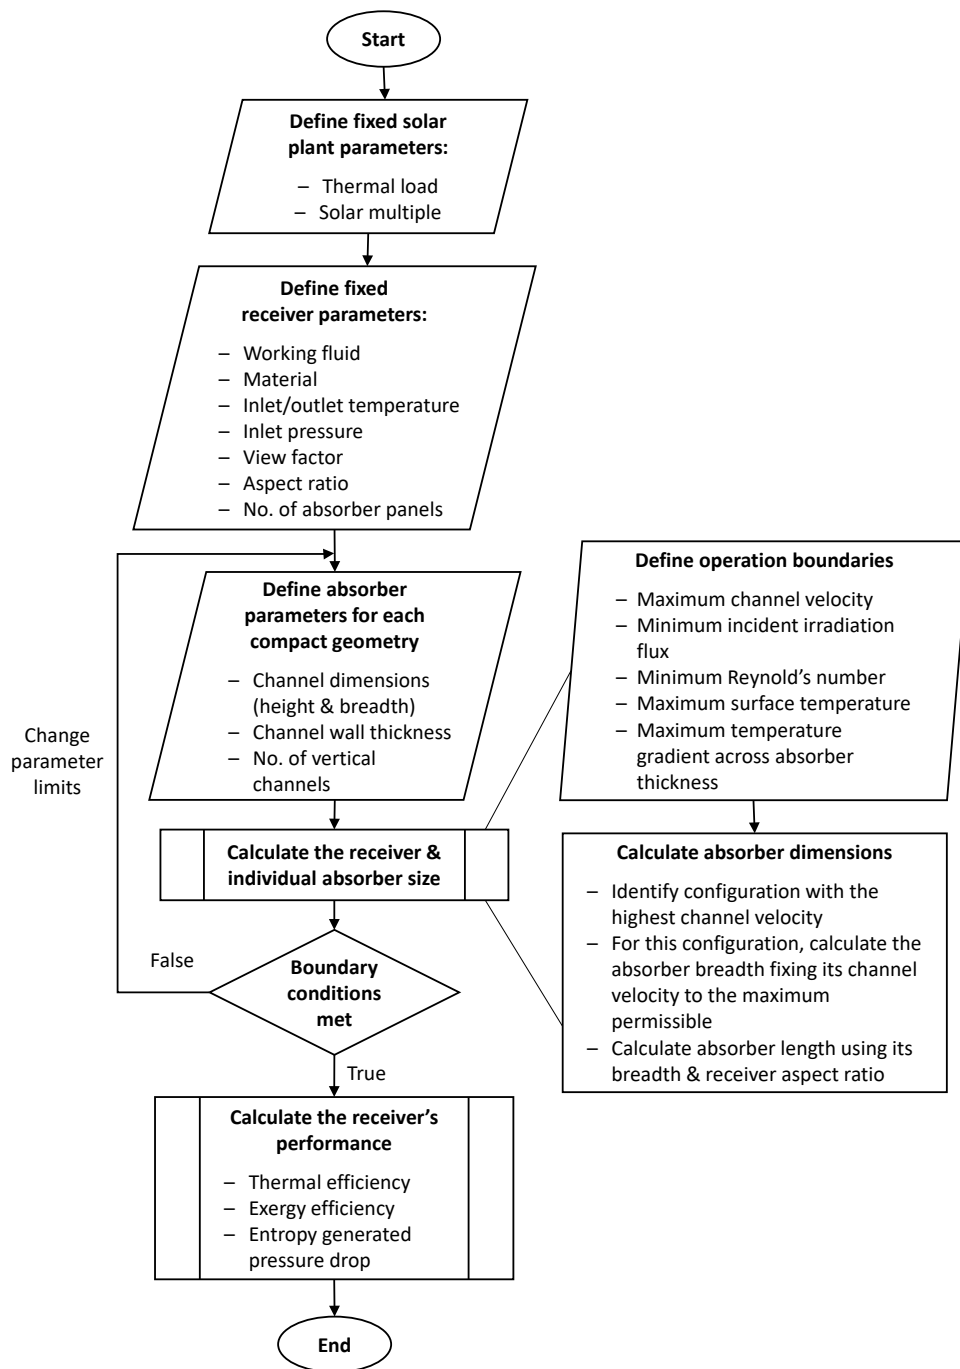 Start
Define fixed solar
plant parameters:
– Thermal load
– Solar multiple
Define fixed
receiver parameters:
– Working fluid
– Material
– Inlet/outlet temperature
– Inlet pressure
– View factor
– Aspect ratio
– No. of absorber panels
Define absorber
parameters for each
compact geometry
– Channel dimensions
(height & breadth)
– Channel wall thickness
– No. of vertical
channels
Change
parameter
limits
Calculate the receiver &
individual absorber size
False
Boundary
conditions
met
True
Calculate the receiver’s
performance
– Thermal efficiency
– Exergy efficiency
– Entropy generated
pressure drop
End
Define operation boundaries
– Maximum channel velocity
– Minimum incident irradiation
flux
– Minimum Reynold’s number
– Maximum surface temperature
– Maximum temperature
gradient across absorber
thickness
Calculate absorber dimensions
– Identify configuration with the
highest channel velocity
– For this configuration, calculate the
absorber breadth fixing its channel
velocity to the maximum
permissible
– Calculate absorber length using its
breadth & receiver aspect ratio